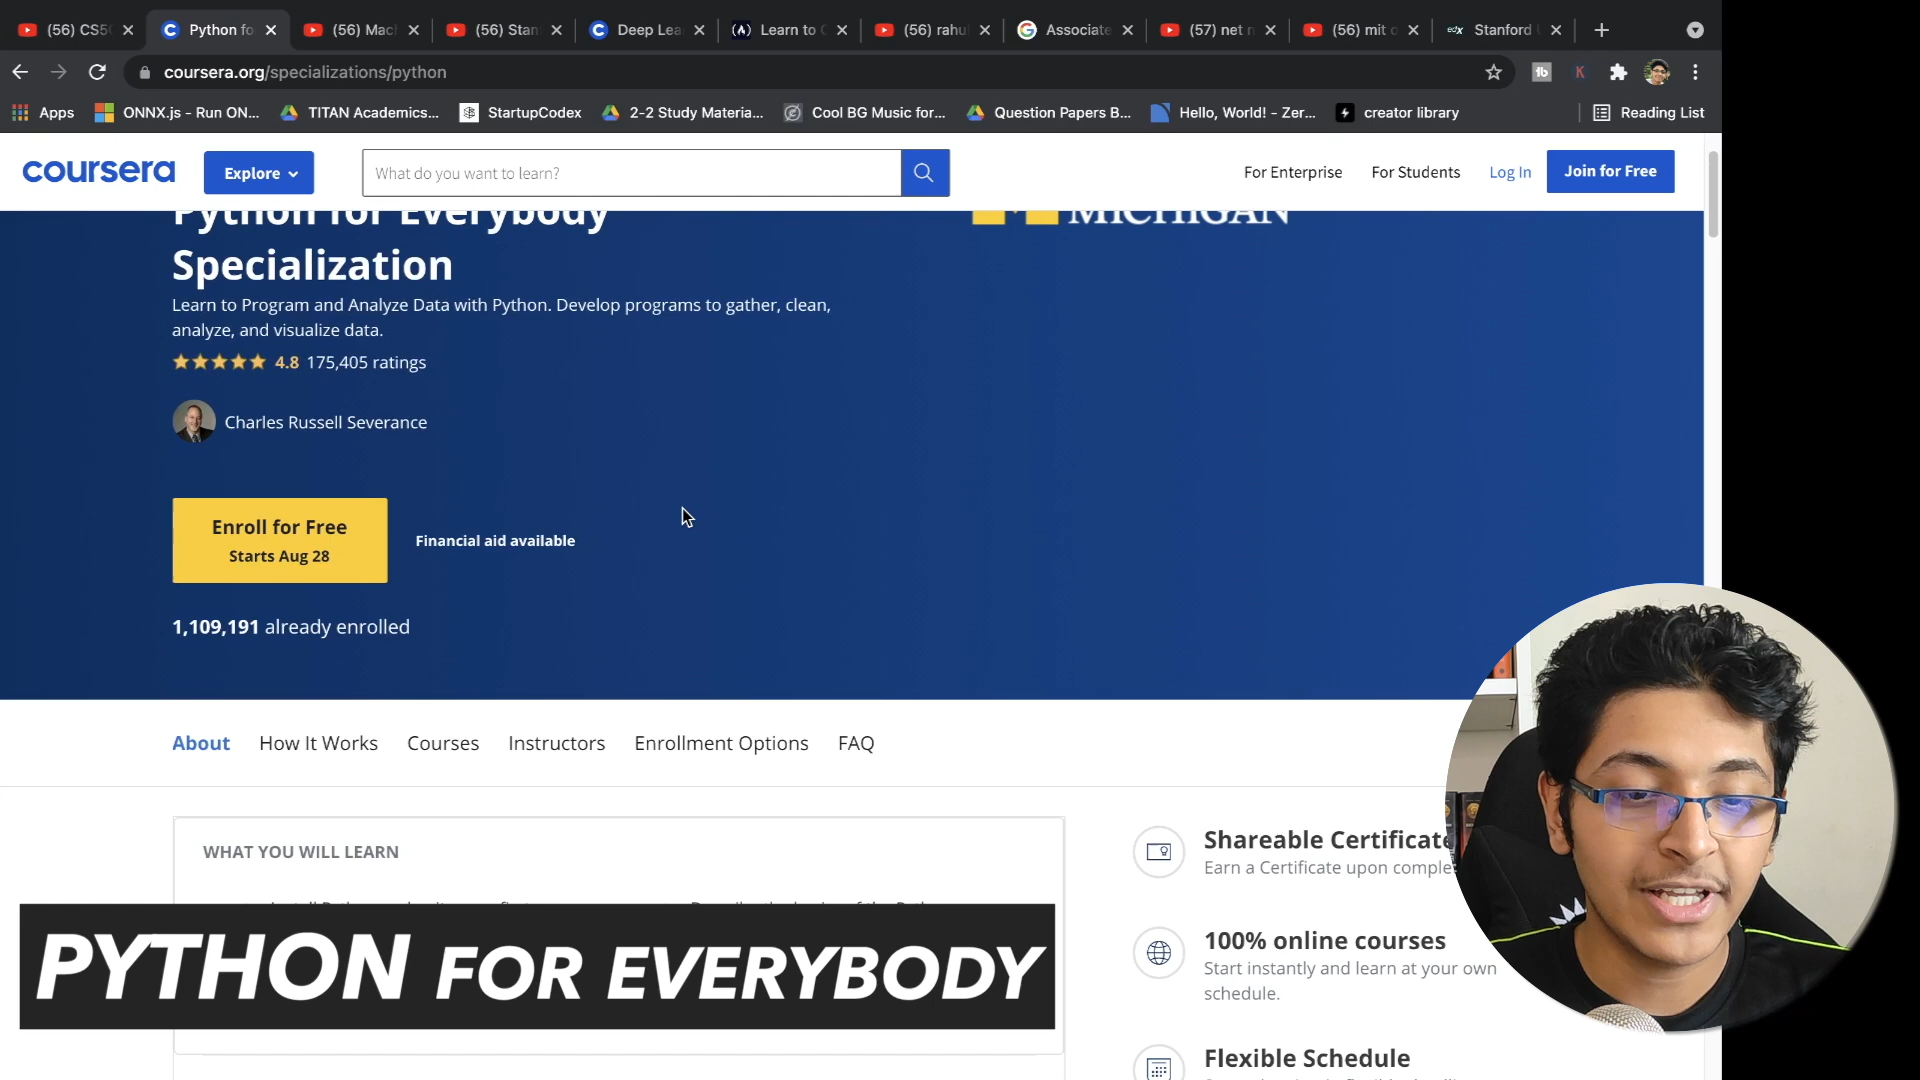 (56) CS5
Python fo
(56) Mac
(56) Stan
Deep Lea
Learn to C
(56) rahu
Associate
(57) net n
(56) mit o
edX
Stanford
coursera.org/specializations/python
Apps
ONNX.js - Run ON...
TITAN Academics...
StartupCodex
2-2 Study Materia...
Cool BG Music for...
Question Papers B...
Hello, World! - Zer...
creator library
Reading List
coursera
Explore
What do you want to learn?
For Enterprise
For Students
Log In
Join for Free
Python for Everybody
Specialization
MICHIGAN
Learn to Program and Analyze Data with Python. Develop programs to gather, clean,
analyze, and visualize data.
4.8 175,405 ratings
Charles Russell Severance
Enroll for Free
Starts Aug 28
Financial aid available
1,109,191 already enrolled
About
How It Works
Courses
Instructors
Enrollment Options
FAQ
WHAT YOU WILL LEARN
PYTHON FOR EVERYBODY
Shareable Certificate
Earn a Certificate upon comple
100% online courses
Start instantly and learn at your own
schedule.
Flexible Schedule